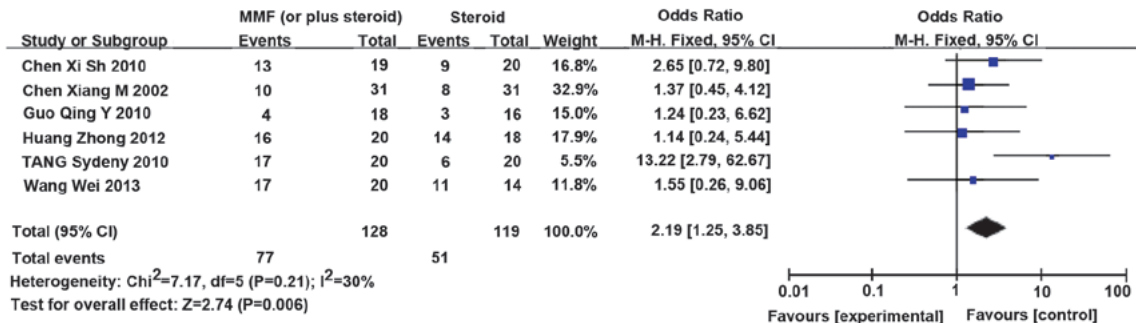 MMF (or plus steroid) Steroid Odds Ratio Odds Ratio
Study or Subgroup Events Total Events Total Weight M-H. Fixed, 95% CI M-H. Fixed, 95% CI
Chen Xi Sh 2010 13 19 9 20 16.8% 2.65 [0.72, 9.80]
Chen Xiang M 2002 10 31 8 31 32.9% 1.37 [0.45, 4.12]
Guo Qing Y 2010 4 18 3 16 15.0% 1.24 [0.23, 6.62]
Huang Zhong 2012 16 20 14 18 17.9% 1.14 [0.24, 5.44]
TANG Sydeny 2010 17 20 6 20 5.5% 13.22 [2.79, 62.67]
Wang Wei 2013 17 20 11 14 11.8% 1.55 [0.26, 9.06]
Total (95% CI) 128 119 100.0% 2.19 [1.25, 3.85]
Total events 77 51
Heterogeneity: Chi²=7.17, df=5 (P=0.21); I²=30%
Test for overall effect: Z=2.74 (P=0.006)
0.01 0.1 1 10 100
Favours [experimental] Favours [control]